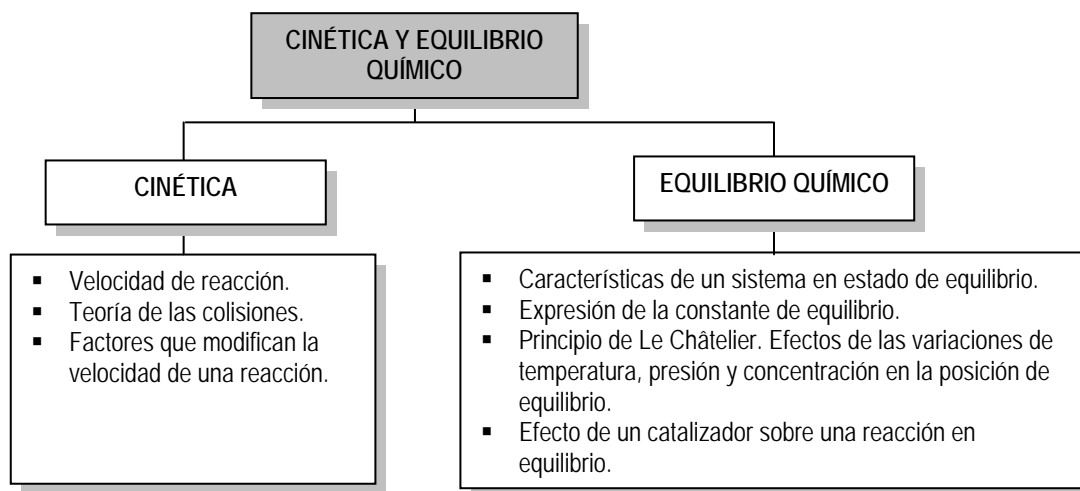 CINÉTICA Y EQUILIBRIO
QUÍMICO
CINÉTICA
▪ Velocidad de reacción.
▪ Teoría de las colisiones.
▪ Factores que modifican la
velocidad de una reacción.
EQUILIBRIO QUÍMICO
▪ Características de un sistema en estado de equilibrio.
▪ Expresión de la constante de equilibrio.
▪ Principio de Le Châtelier. Efectos de las variaciones de
temperatura, presión y concentración en la posición de
equilibrio.
▪ Efecto de un catalizador sobre una reacción en
equilibrio.